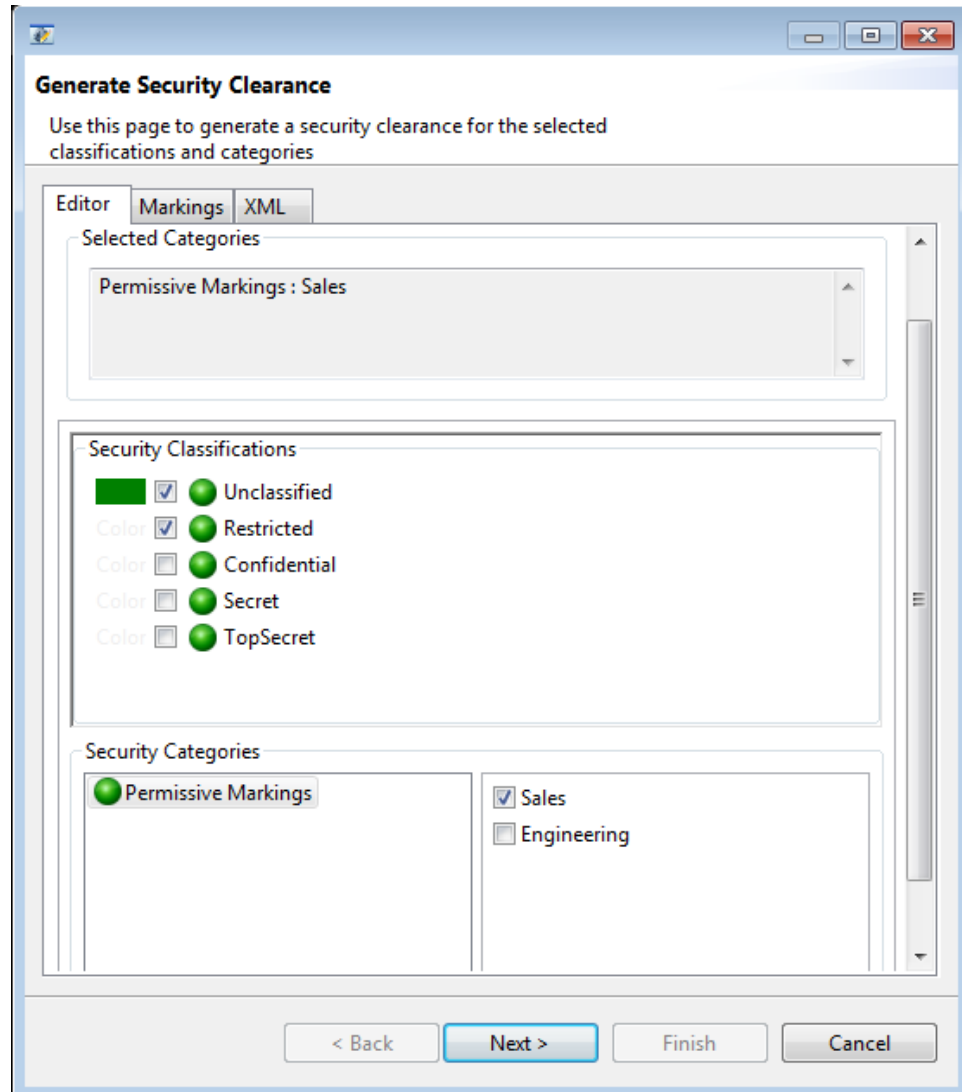 Generate Security Clearance
Use this page to generate a security clearance for the selected
classifications and categories
Editor Markings XML
Selected Categories
Permissive Markings : Sales
Security Classifications
Unclassified
Color Restricted
Color Confidential
Color Secret
Color TopSecret
Security Categories
Permissive Markings
Sales
Engineering
< Back Next > Finish Cancel